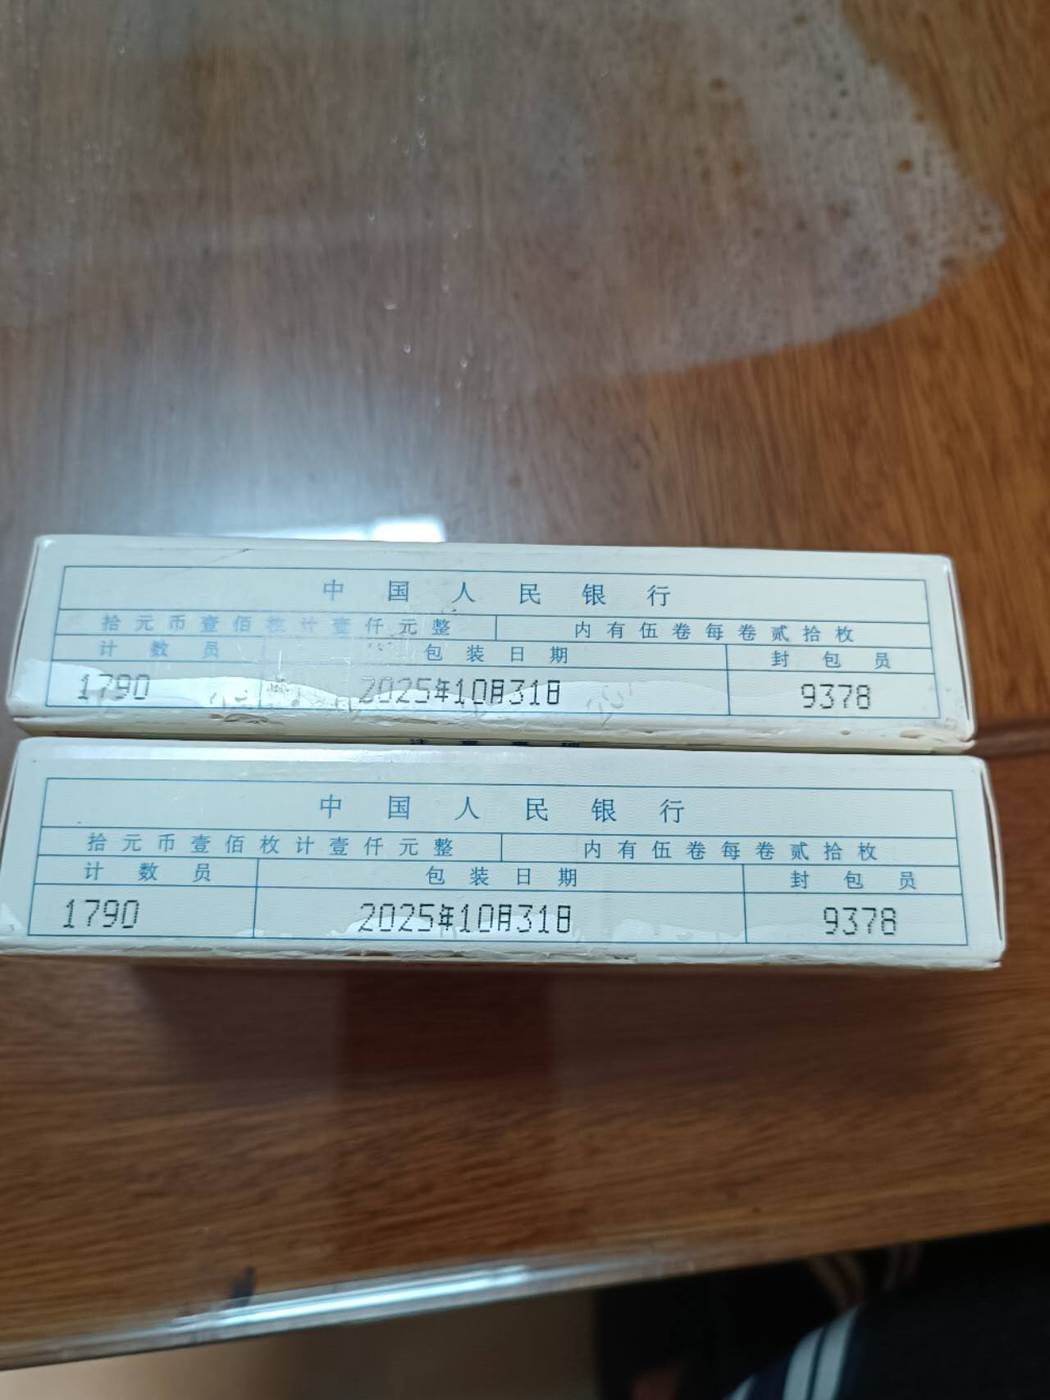 中国人民银行
拾元币壹佰枚计壹仟元整 内有伍卷每卷贰拾枚
计数员 包装日期 封包员
1790 2025年10月31日 9378
中国人民银行
拾元币壹佰枚计壹仟元整 内有伍卷每卷贰拾枚
计数员 包装日期 封包员
1790 2025年10月31日 9378